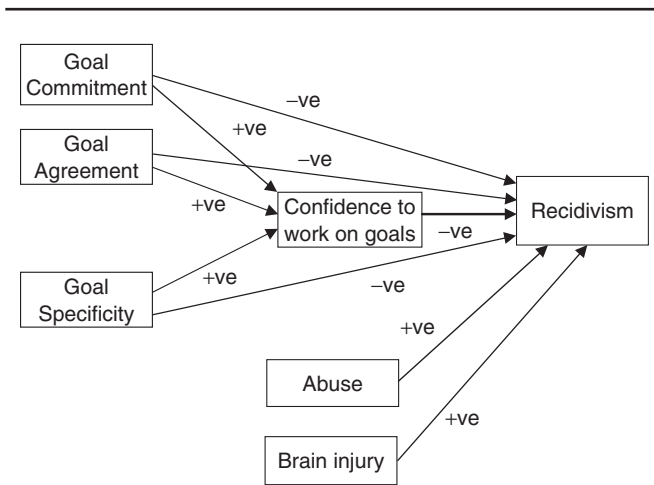 Goal
Commitment
–ve
+ve
Goal
Agreement
–ve
+ve
Confidence to
work on goals
Recidivism
–ve
+ve
Goal
Specificity
–ve
+ve
Abuse
+ve
Brain injury